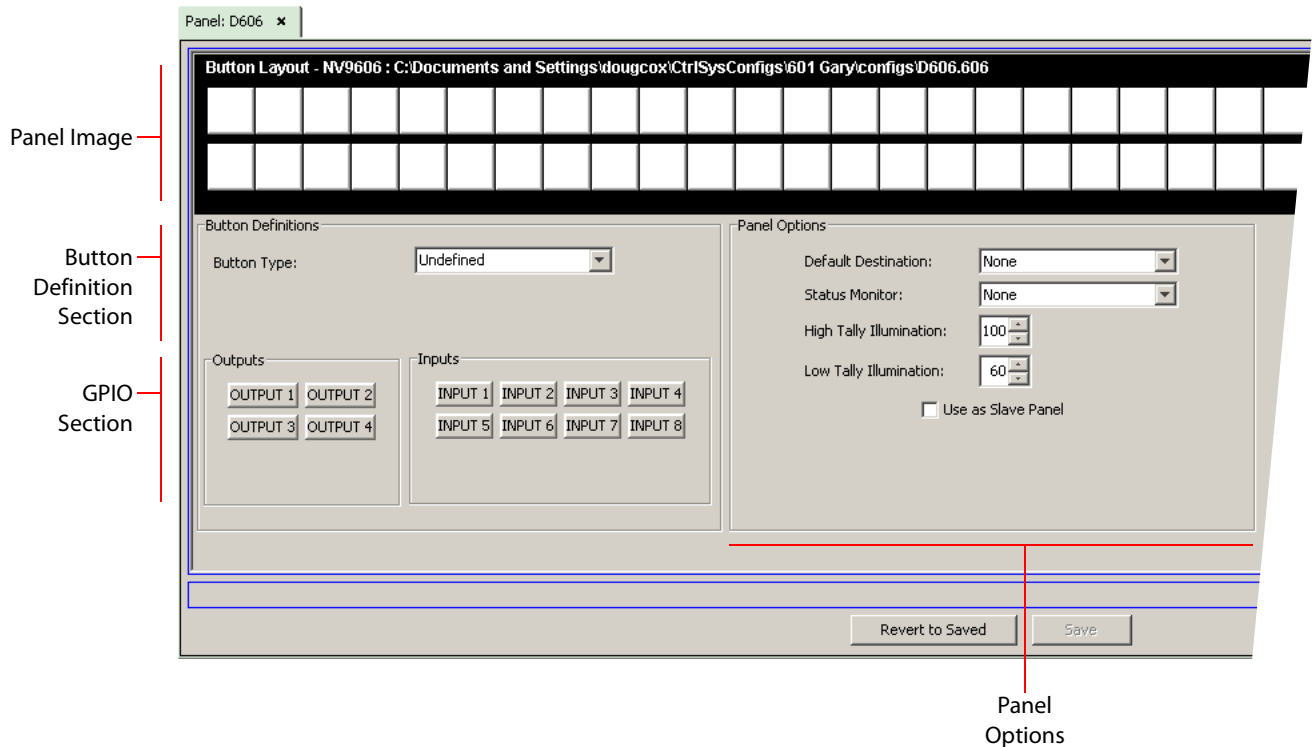 Panel: D606 ×
Button Layout - NV9606 : C:\Documents and Settings\dougcox\CtrlSysConfigs\601 Gary\configs\D606.606
Panel Image
Button Definitions
Button Type:
Undefined
Button
Definition
Section
Panel Options
Default Destination:
None
Status Monitor:
None
High Tally Illumination:
100
Low Tally Illumination:
60
Use as Slave Panel
GPIO
Section
Outputs
OUTPUT 1 OUTPUT 2
OUTPUT 3 OUTPUT 4
Inputs
INPUT 1 INPUT 2 INPUT 3 INPUT 4
INPUT 5 INPUT 6 INPUT 7 INPUT 8
Revert to Saved
Save
Panel
Options